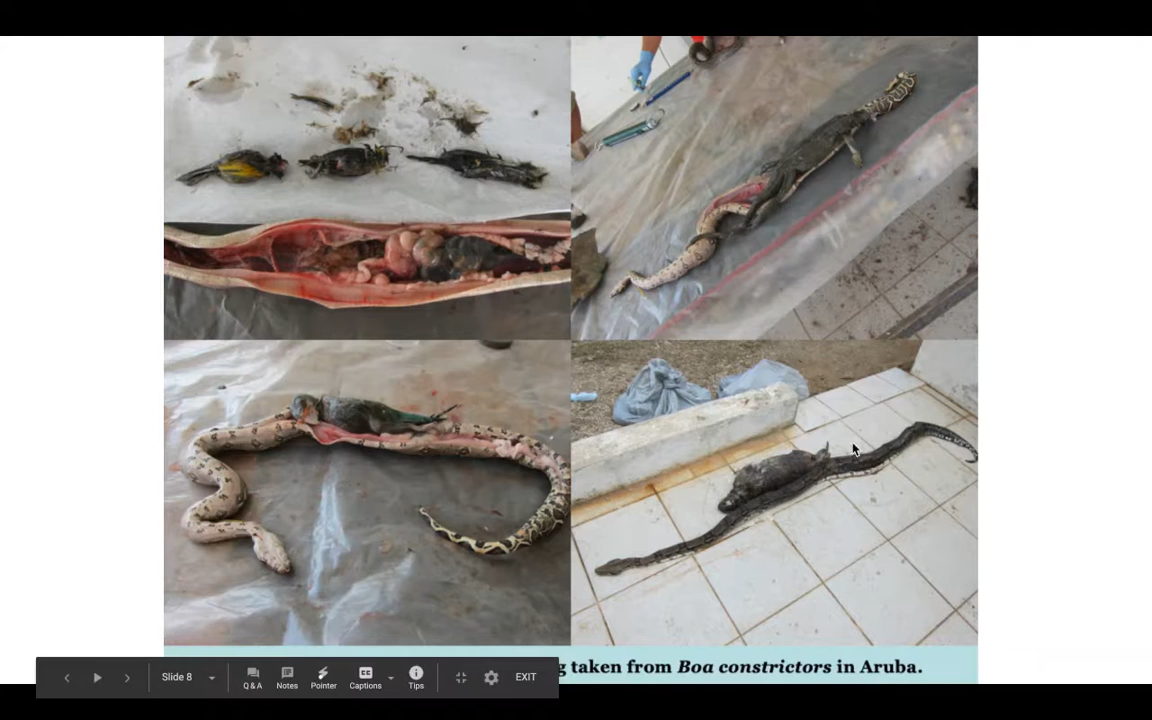 g taken from Boa constrictors in Aruba.
Slide 8
Q & A
Notes
Pointer
Captions
Tips
EXIT